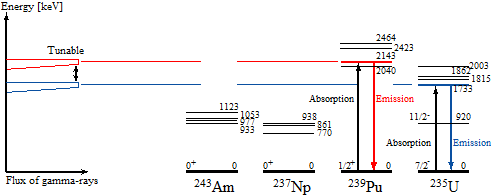 Energy [keV]
Tunable
Flux of gamma-rays
1123
1053
977
933
0⁺ 0
²⁴³Am
938
861
770
0⁺ 0
²³⁷Np
2464
2423
2143
2040
Absorption
Emission
1/2⁺ 0
²³⁹Pu
2003
1862
1815
1733
11/2⁻ 920
Absorption
Emission
7/2⁻ 0
²³⁵U